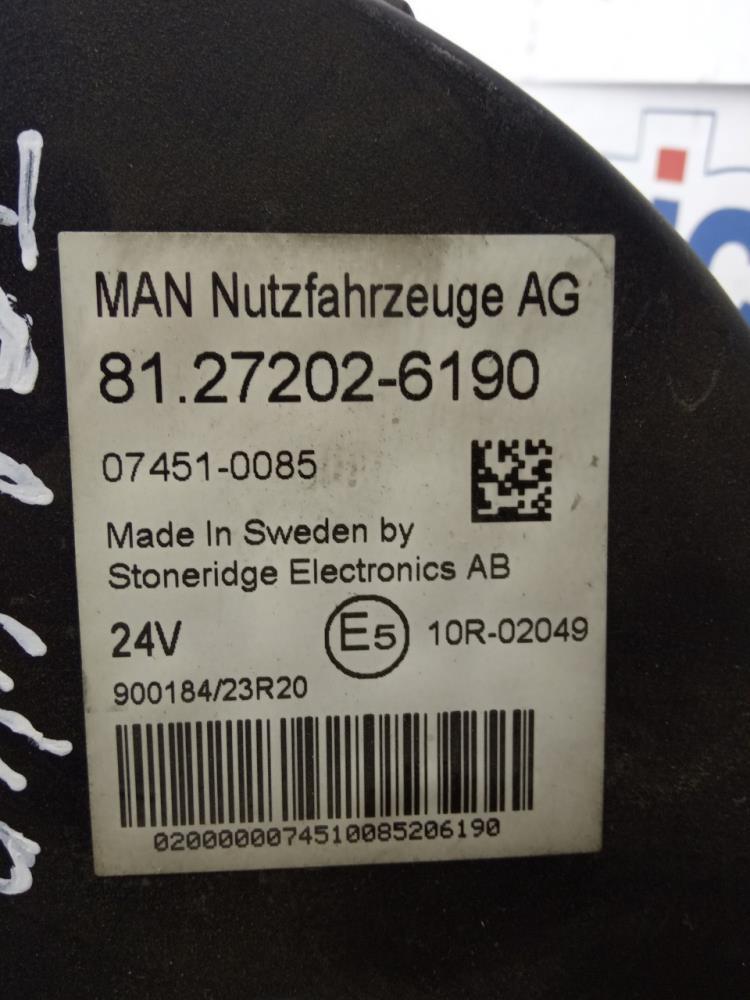 MAN Nutzfahrzeuge AG
81.27202-6190
07451-0085
Made In Sweden by
Stoneridge Electronics AB
24V
E5 10R-02049
900184/23R20
0200000074510085206190